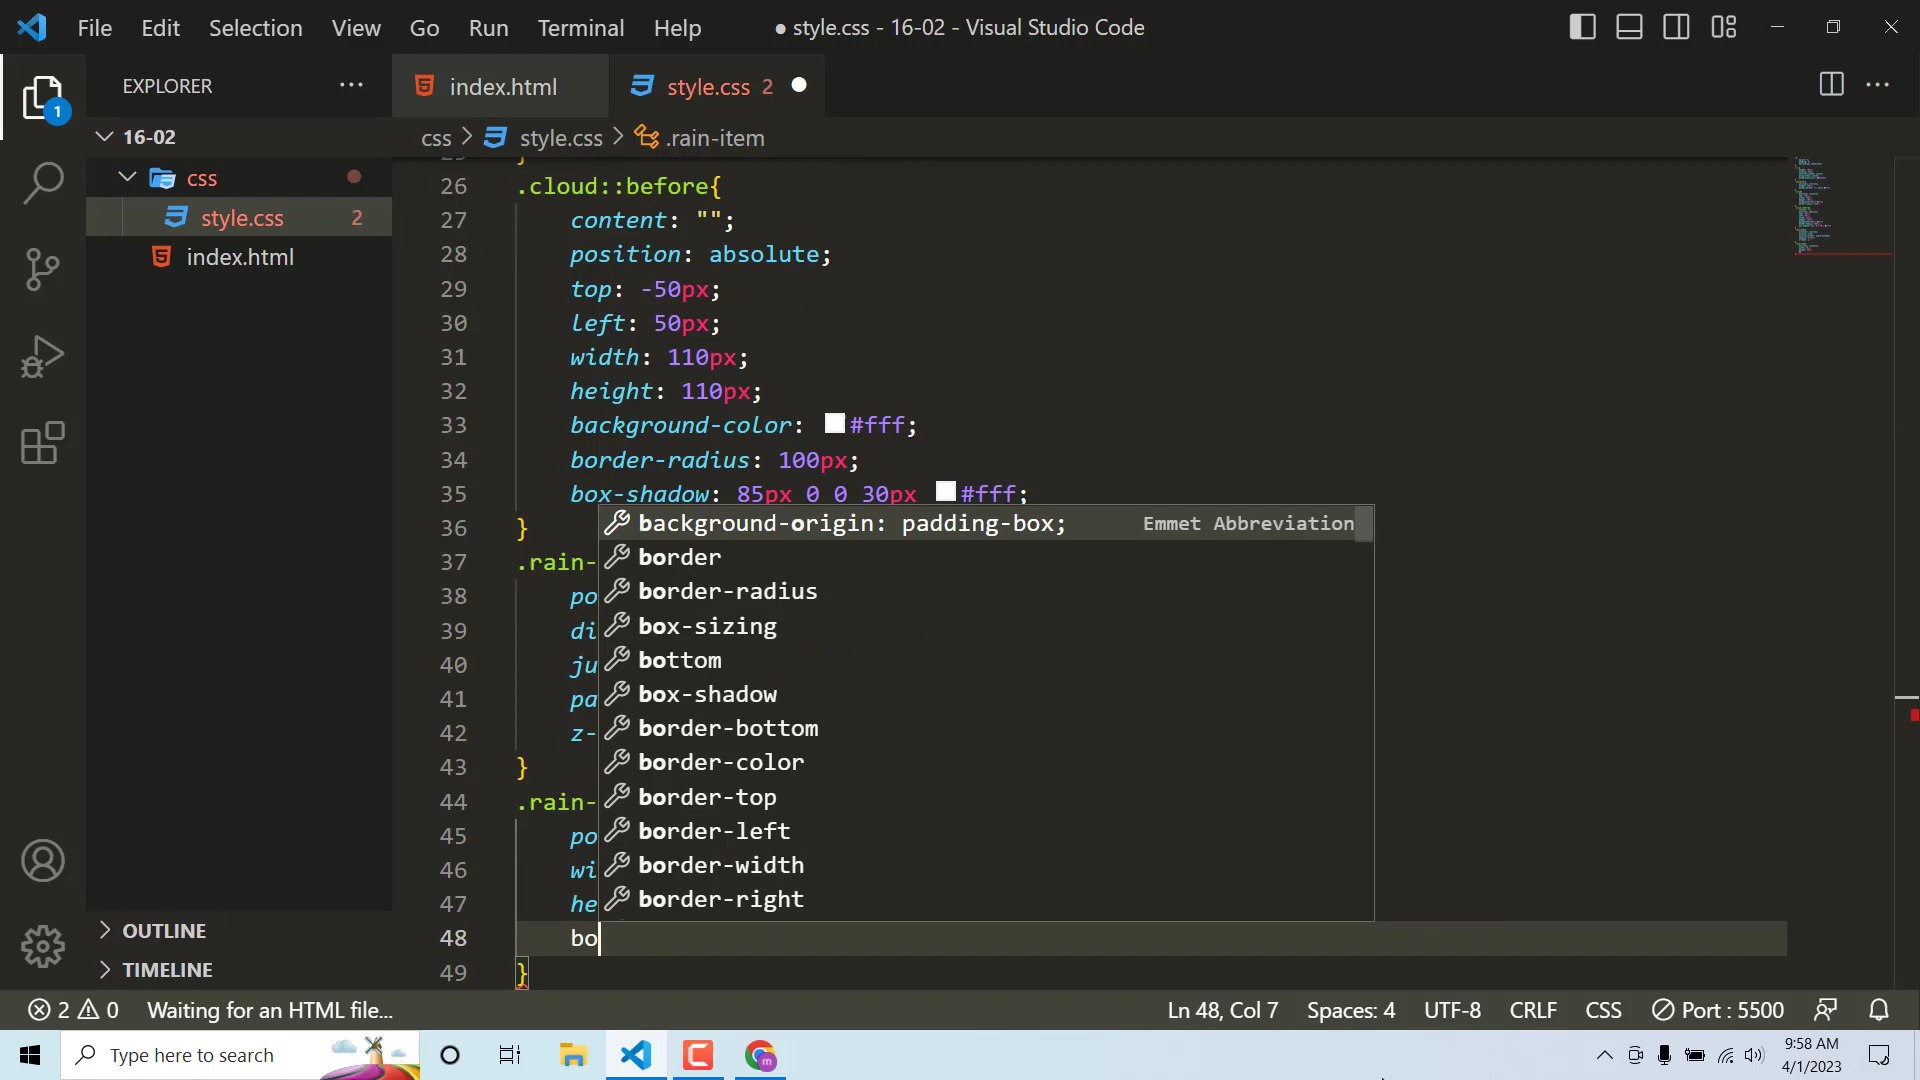 File Edit Selection View Go Run Terminal Help
● style.css - 16-02 - Visual Studio Code
1
EXPLORER
16-02
css
style.css 2
index.html
OUTLINE
TIMELINE
index.html
style.css 2
css > style.css > .rain-item
26 .cloud::before{
27 content: "";
28 position: absolute;
29 top: -50px;
30 left: 50px;
31 width: 110px;
32 height: 110px;
33 background-color: #fff;
34 border-radius: 100px;
35 box-shadow: 85px 0 0 30px #fff;
36 }
37 .rain-
38 po
39 di
40 ju
41 pa
42 z-
43 }
44 .rain-
45 po
46 wi
47 he
48 bo
49 }
background-origin: padding-box; Emmet Abbreviation
border
border-radius
box-sizing
bottom
box-shadow
border-bottom
border-color
border-top
border-left
border-width
border-right
2 0 Waiting for an HTML file...
Ln 48, Col 7 Spaces: 4 UTF-8 CRLF CSS Port : 5500
Type here to search
m
9:58 AM
4/1/2023